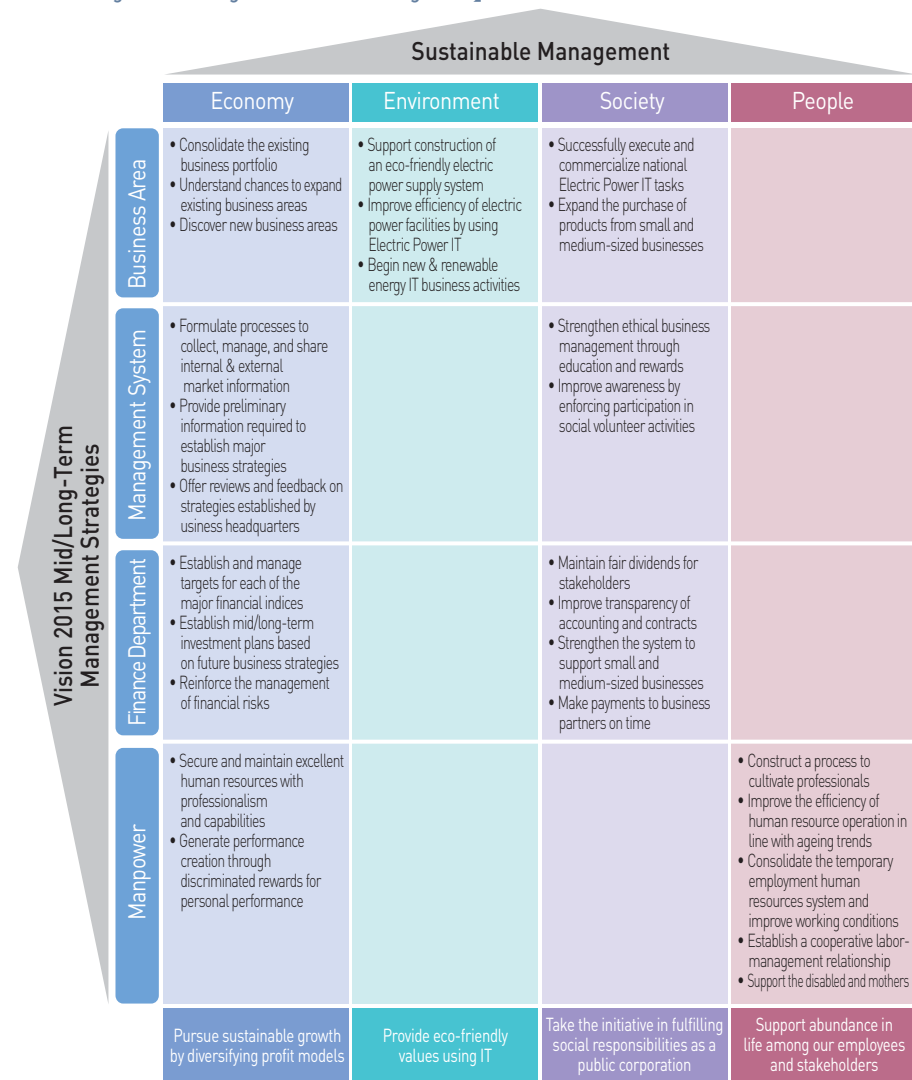 Sustainable Management
Economy
Environment
Society
People
Vision 2015 Mid/Long-Term
Management Strategies
Business Area
• Consolidate the existing
business portfolio
• Understand chances to expand
existing business areas
• Discover new business areas
• Support construction of
an eco-friendly electric
power supply system
• Improve efficiency of electric
power facilities by using
Electric Power IT
• Begin new & renewable
energy IT business activities
• Successfully execute and
commercialize national
Electric Power IT tasks
• Expand the purchase of
products from small and
medium-sized businesses
Management System
• Formulate processes to
collect, manage, and share
internal & external
market information
• Provide preliminary
information required to
establish major
business strategies
• Offer reviews and feedback on
strategies established by
usiness headquarters
• Strengthen ethical business
management through
education and rewards
• Improve awareness by
enforcing participation in
social volunteer activities
Finance Department
• Establish and manage
targets for each of the
major financial indices
• Establish mid/long-term
investment plans based
on future business strategies
• Reinforce the management
of financial risks
• Maintain fair dividends for
stakeholders
• Improve transparency of
accounting and contracts
• Strengthen the system to
support small and
medium-sized businesses
• Make payments to business
partners on time
Manpower
• Secure and maintain excellent
human resources with
professionalism
and capabilities
• Generate performance
creation through
discriminated rewards for
personal performance
• Construct a process to
cultivate professionals
• Improve the efficiency of
human resource operation in
line with ageing trends
• Consolidate the temporary
employment human
resources system and
improve working conditions
• Establish a cooperative labor-
management relationship
• Support the disabled and mothers
Pursue sustainable growth
by diversifying profit models
Provide eco-friendly
values using IT
Take the initiative in fulfilling
social responsibilities as a
public corporation
Support abundance in
life among our employees
and stakeholders